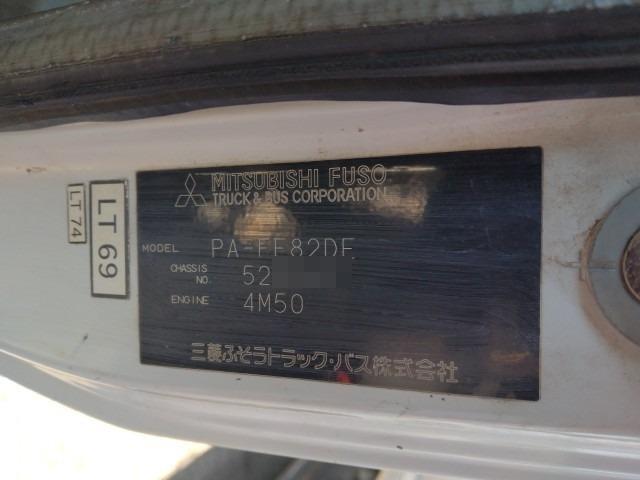 MITSUBISHI FUSO
TRUCK & BUS CORPORATION
MODEL PA-FE82DE
CHASSIS NO. 52
ENGINE 4M50
三菱ふそうトラック・バス株式会社
LT 69
LT 74